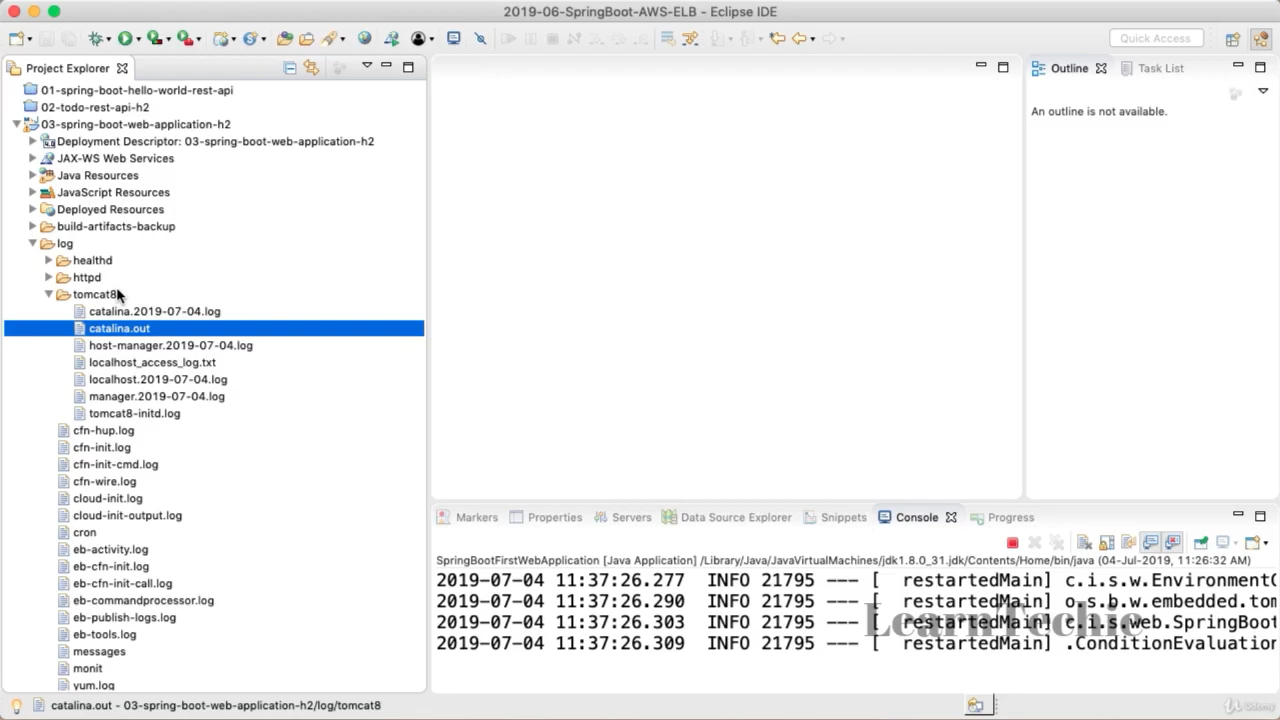 2019-06-SpringBoot-AWS-ELB - Eclipse IDE
Quick Access
Project Explorer
Outline
Task List
01-spring-boot-hello-world-rest-api
02-todo-rest-api-h2
An outline is not available.
03-spring-boot-web-application-h2
Deployment Descriptor: 03-spring-boot-web-application-h2
JAX-WS Web Services
Java Resources
JavaScript Resources
Deployed Resources
build-artifacts-backup
log
healthd
httpd
tomcat8
catalina.2019-07-04.log
catalina.out
host-manager.2019-07-04.log
localhost_access_log.txt
localhost.2019-07-04.log
manager.2019-07-04.log
tomcat8-initd.log
cfn-hup.log
cfn-init.log
cfn-init-cmd.log
cfn-wire.log
cloud-init.log
cloud-init-output.log
cron
eb-activity.log
eb-cfn-init.log
eb-cfn-init-call.log
eb-commandprocessor.log
eb-publish-logs.log
eb-tools.log
messages
monit
yum.log
Markers Properties Servers Data Source Explorer Snippets Console Progress
SpringBootFirstWebApplication [Java Application] /Library/Java/JavaVirtualMachines/jdk1.8.0_31.jdk/Contents/Home/bin/java (04-Jul-2019, 11:26:32 AM)
2019-07-04 11:37:26.277 INFO 21795 --- [ restartedMain] c.i.s.w.EnvironmentC
2019-07-04 11:37:26.290 INFO 21795 --- [ restartedMain] o.s.b.w.embedded.tom
2019-07-04 11:37:26.303 INFO 21795 --- [ restartedMain] c.i.s.web.SpringBoot
2019-07-04 11:37:26.309 INFO 21795 --- [ restartedMain] .ConditionEvaluation
LearnTechie
catalina.out - 03-spring-boot-web-application-h2/log/tomcat8
Udemy